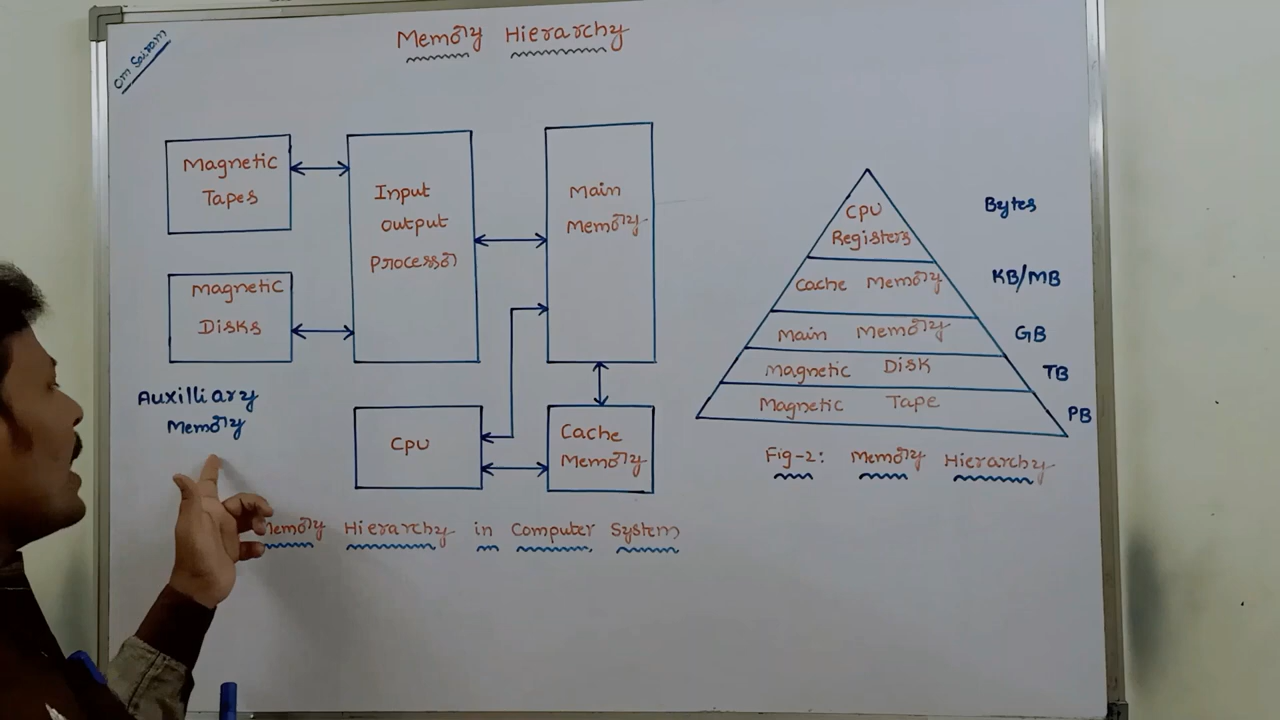 Om Sairam
Memory Hierarchy
Magnetic
Tapes
Input
output
Processor
Main
Memory
Magnetic
Disks
Auxilliary
Memory
Cpu
Cache
Memory
Memory Hierarchy in Computer System
Cpu
Registers
Bytes
Cache Memory
KB/MB
Main Memory
GB
Magnetic Disk
TB
Magnetic Tape
PB
Fig-2: Memory Hierarchy